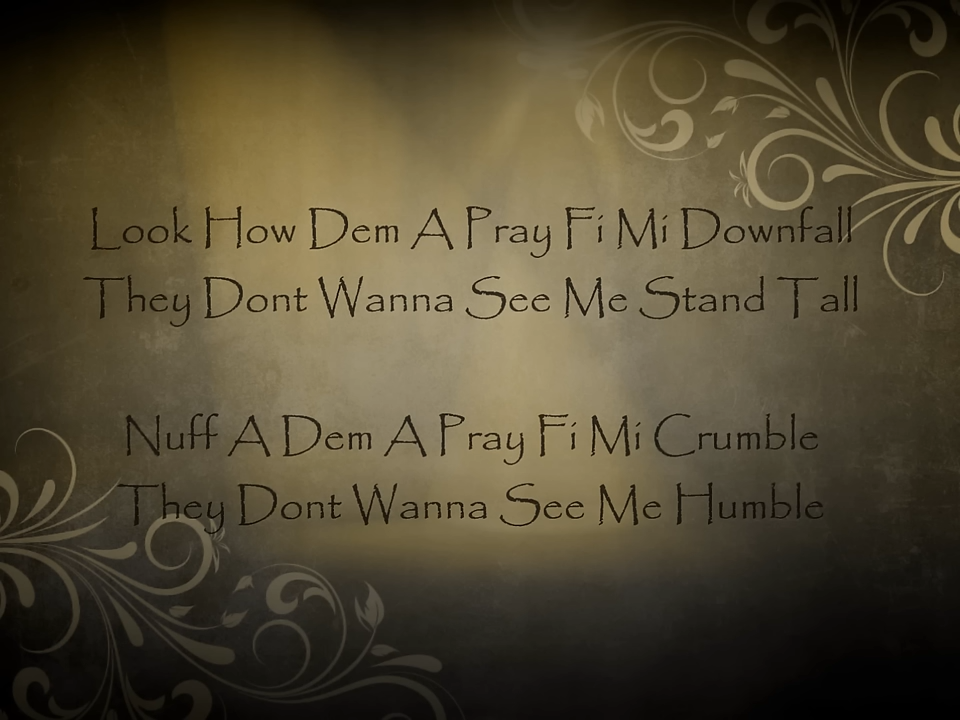 Look How Dem A Pray Fi Mi Downfall
They Dont Wanna See Me Stand Tall
Nuff A Dem A Pray Fi Mi Crumble
They Dont Wanna See Me Humble